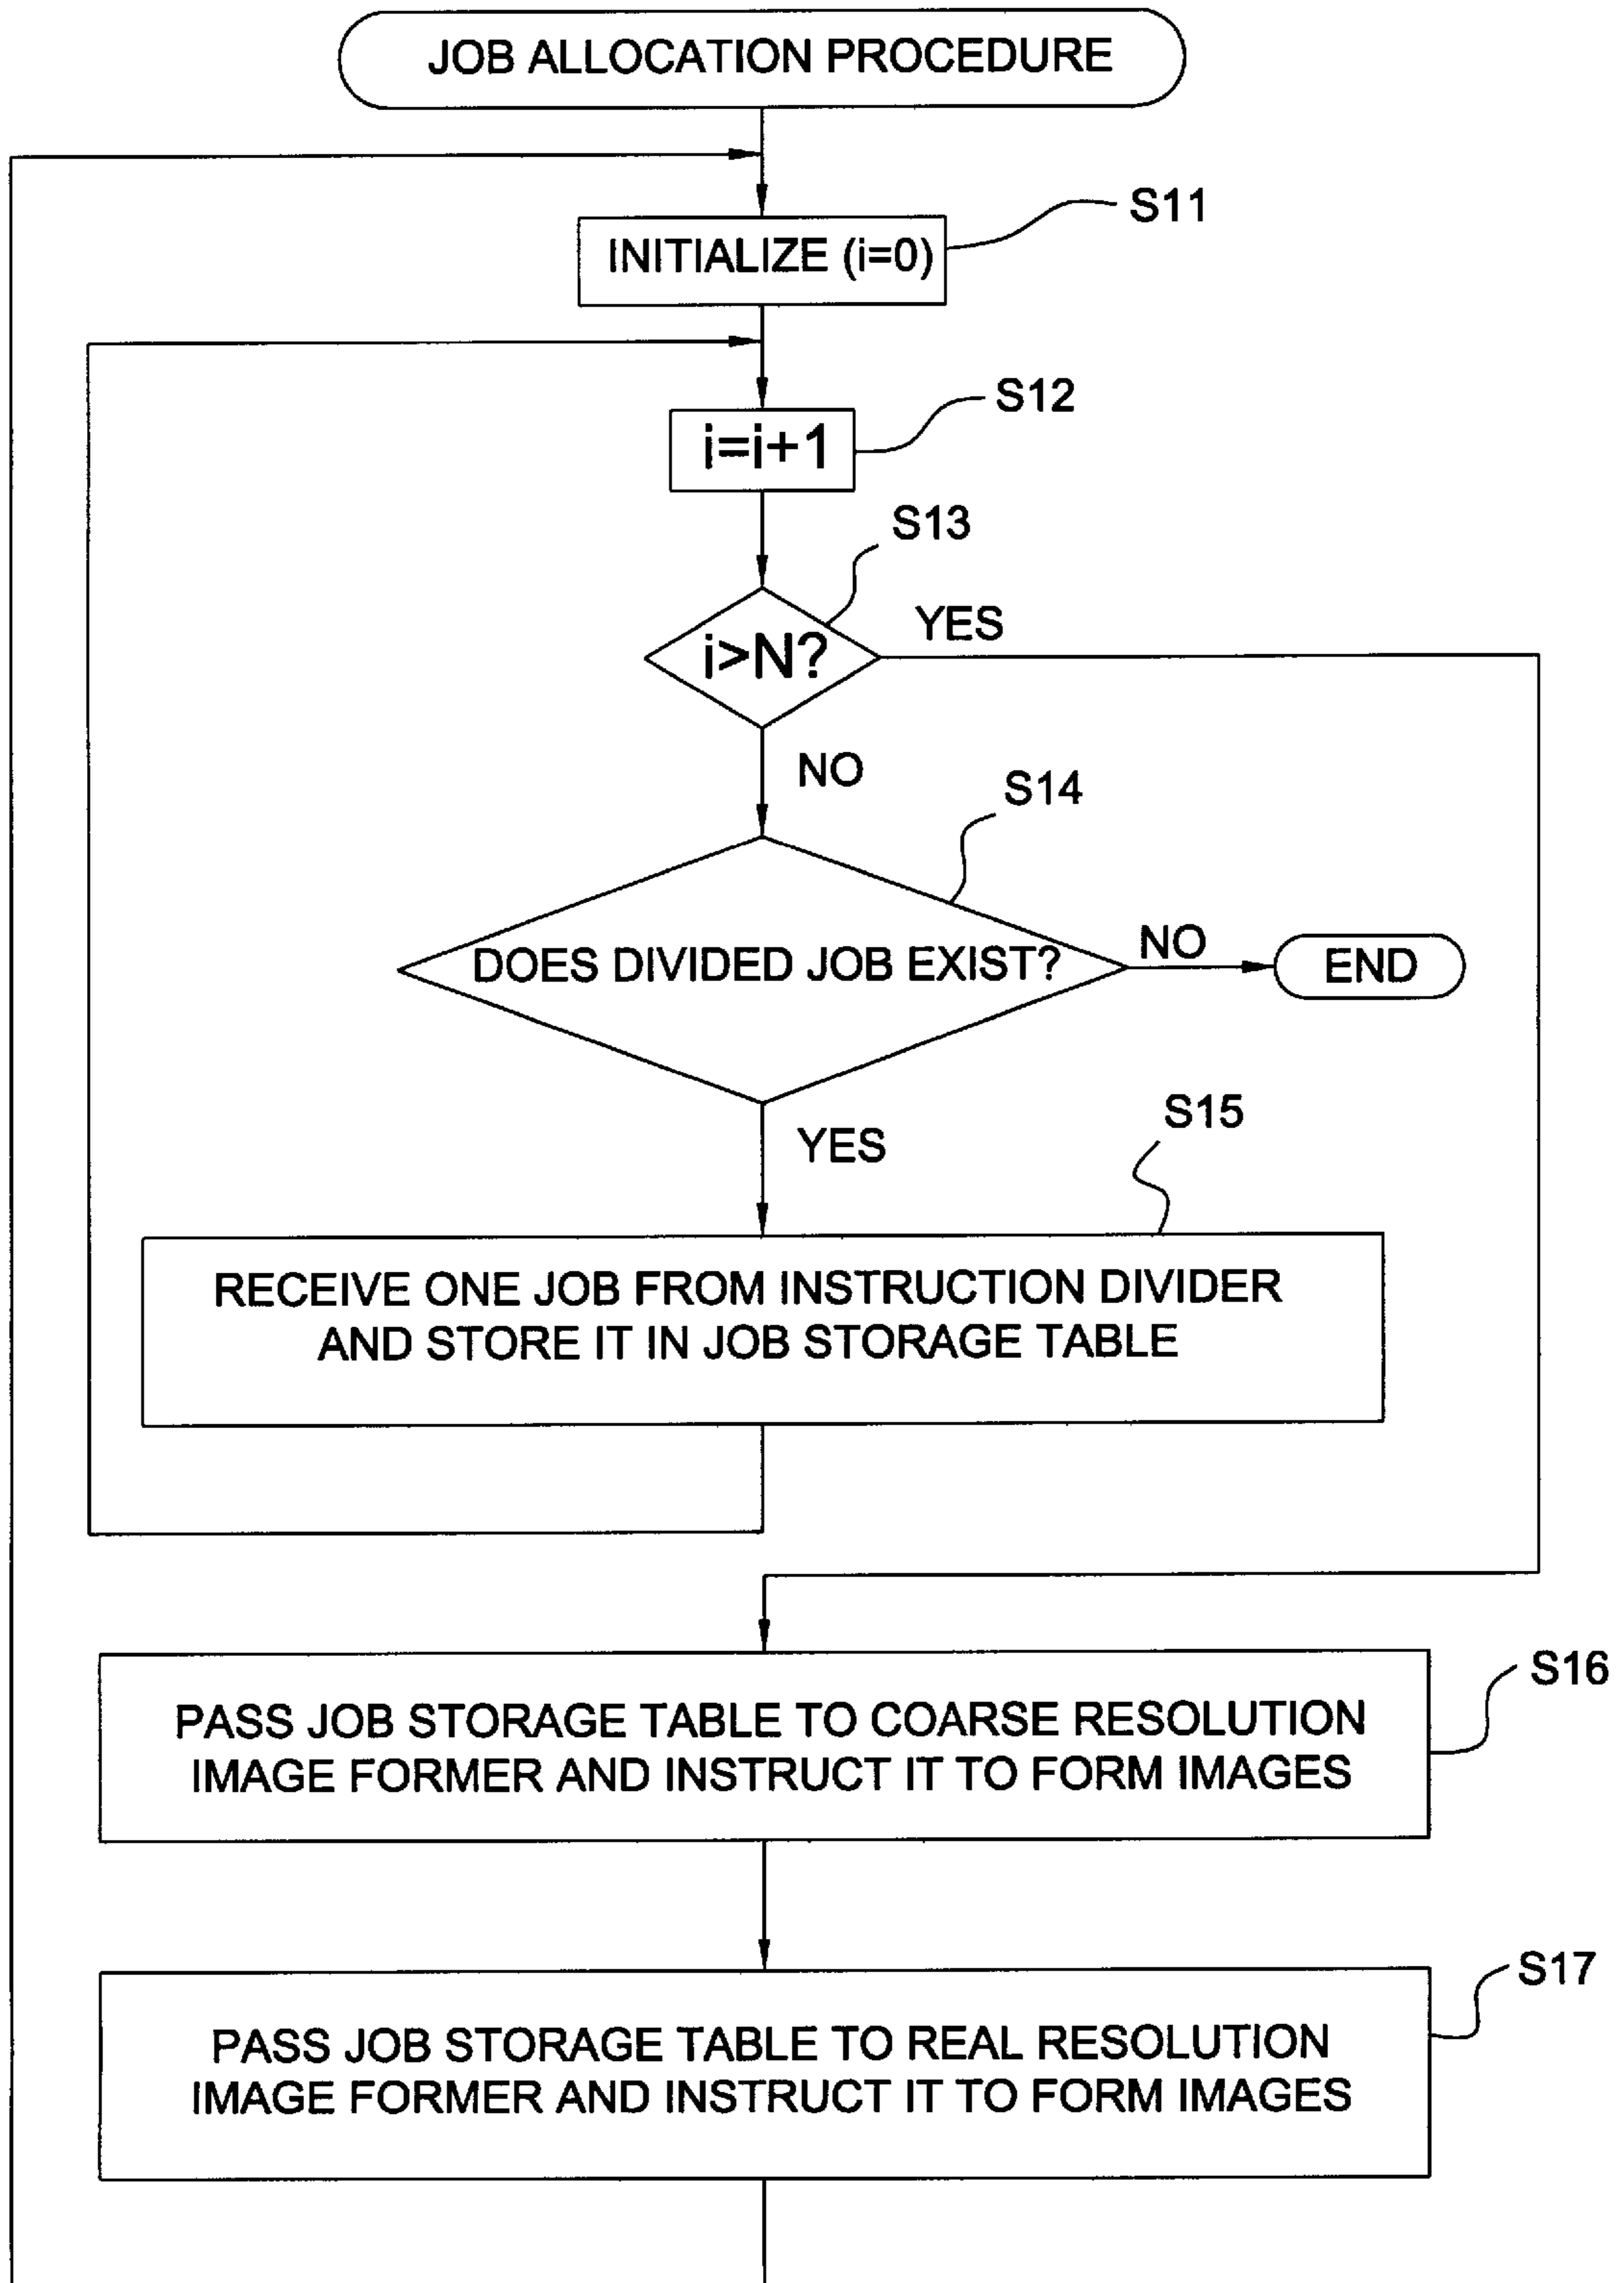 JOB ALLOCATION PROCEDURE
S11
INITIALIZE (i=0)
S12
i=i+1
S13
i>N?
YES
NO
S14
DOES DIVIDED JOB EXIST?
NO
END
YES
S15
RECEIVE ONE JOB FROM INSTRUCTION DIVIDER
AND STORE IT IN JOB STORAGE TABLE
S16
PASS JOB STORAGE TABLE TO COARSE RESOLUTION
IMAGE FORMER AND INSTRUCT IT TO FORM IMAGES
S17
PASS JOB STORAGE TABLE TO REAL RESOLUTION
IMAGE FORMER AND INSTRUCT IT TO FORM IMAGES